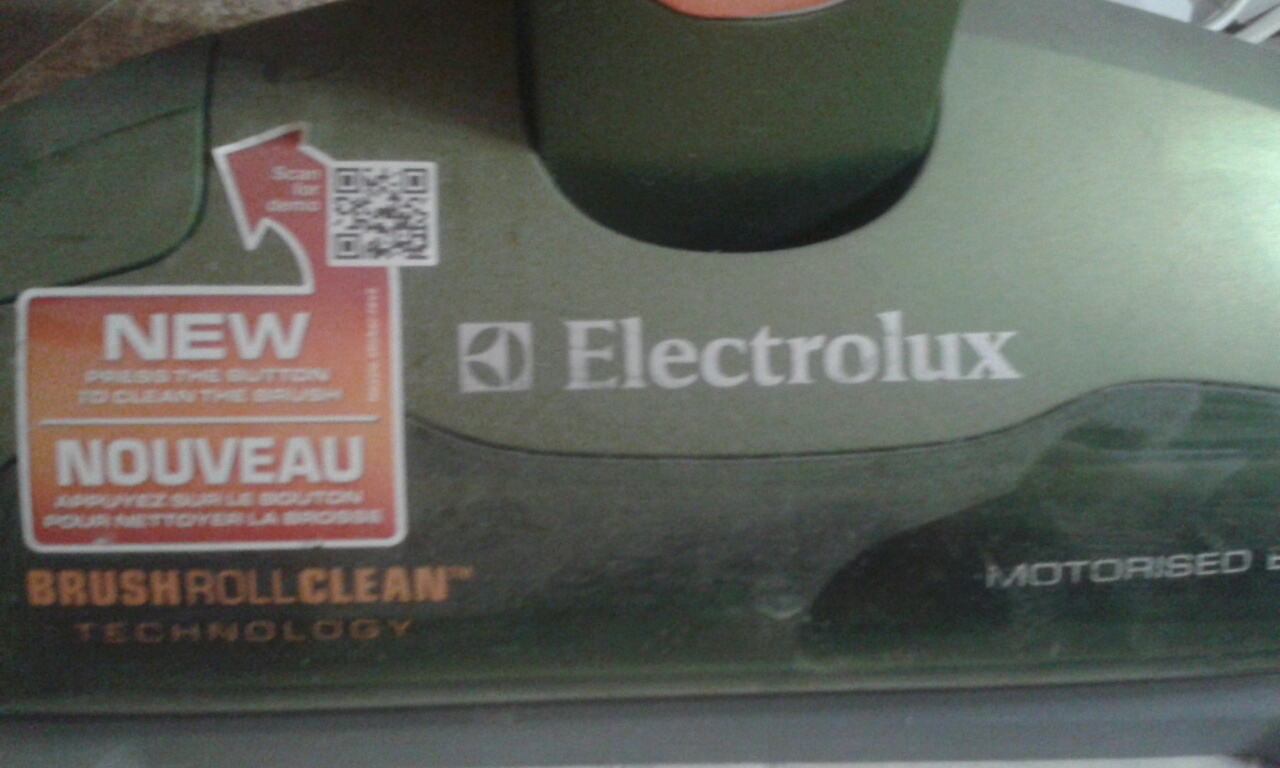 Scan
for
demo
NEW
PRESS THE BUTTON
TO CLEAN THE BRUSH
NOUVEAU
APPUYEZ SUR LE BOUTON
POUR NETTOYER LA BROSSE
BRUSHROLLCLEAN™
TECHNOLOGY
Electrolux
MOTORISED